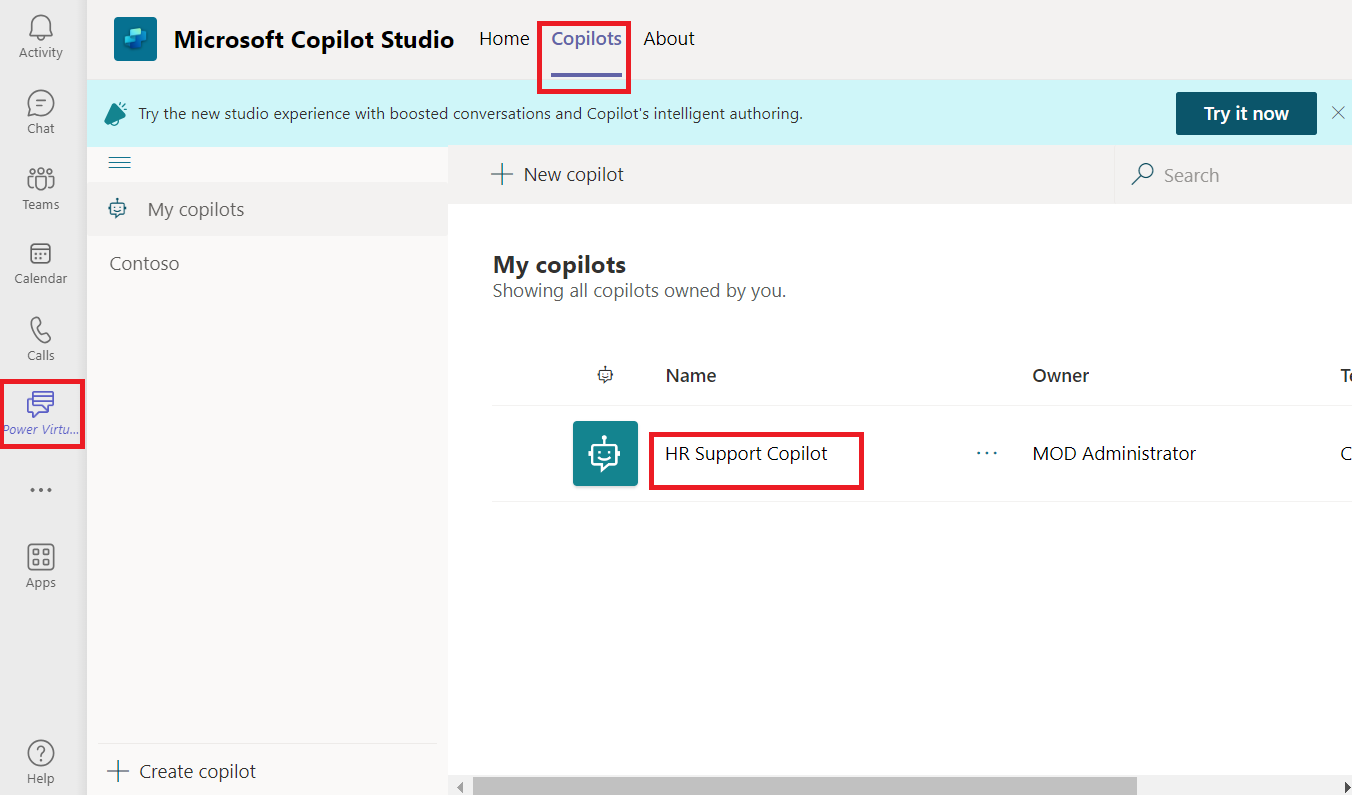 Activity
Chat
Teams
Calendar
Calls
Power Virtu...
Apps
Help
Microsoft Copilot Studio Home Copilots About
Try the new studio experience with boosted conversations and Copilot's intelligent authoring. Try it now
My copilots
Contoso
Create copilot
New copilot Search
My copilots
Showing all copilots owned by you.
Name Owner
HR Support Copilot ... MOD Administrator